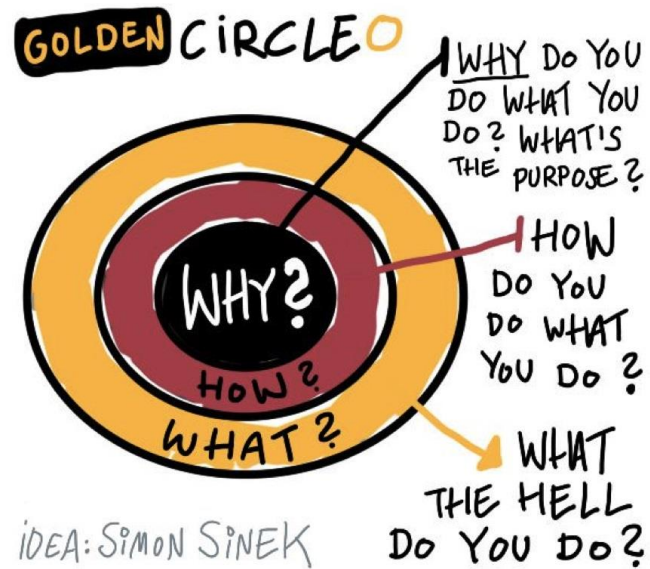 GOLDEN CiRCLE
WHY DO YOU
DO WHAT YOU
DO? WHAT'S
THE PURPOSE?
HOW
DO YOU
DO WHAT
YOU DO?
WHAT
THE HELL
DO YOU DO?
WHY?
HOW?
WHAT?
iDEA: SiMON SiNEK